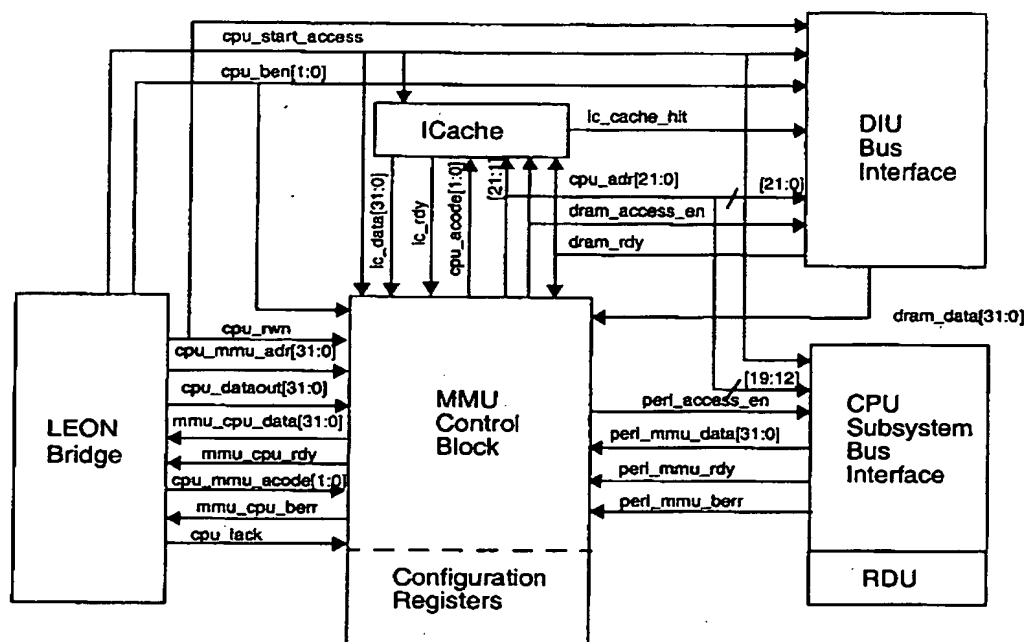 cpu_start_access
cpu_ben[1:0]
ICache
ic_cache_hit
DIU
Bus
Interface
ic_data[31:0]
ic_rdy
cpu_acode[1:0]
[21:1]
cpu_adr[21:0]
[21:0]
dram_access_en
dram_rdy
dram_data[31:0]
LEON
Bridge
cpu_rwn
cpu_mmu_adr[31:0]
cpu_dataout[31:0]
mmu_cpu_data[31:0]
mmu_cpu_rdy
cpu_mmu_acode[1:0]
mmu_cpu_berr
cpu_iack
MMU
Control
Block
Configuration
Registers
[19:12]
peri_access_en
peri_mmu_data[31:0]
peri_mmu_rdy
peri_mmu_berr
CPU
Subsystem
Bus
Interface
RDU